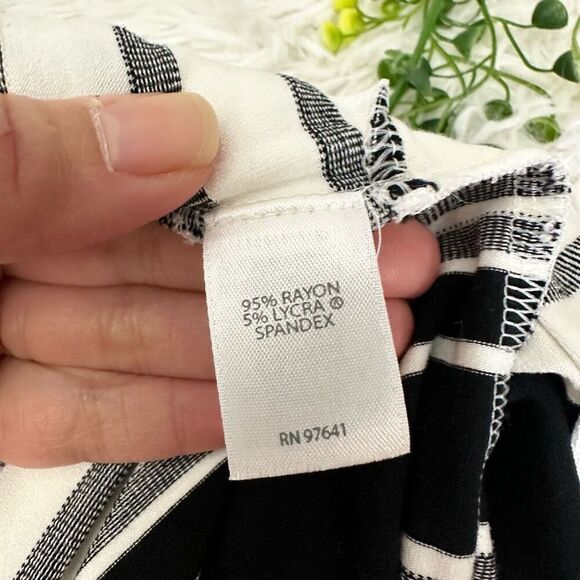 95% RAYON
5% LYCRA ®
SPANDEX
RN 97641